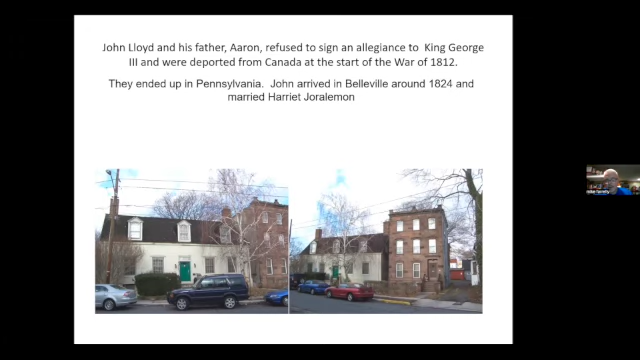 John Lloyd and his father, Aaron, refused to sign an allegiance to King George
III and were deported from Canada at the start of the War of 1812.
They ended up in Pennsylvania. John arrived in Belleville around 1824 and
married Harriet Joralemon